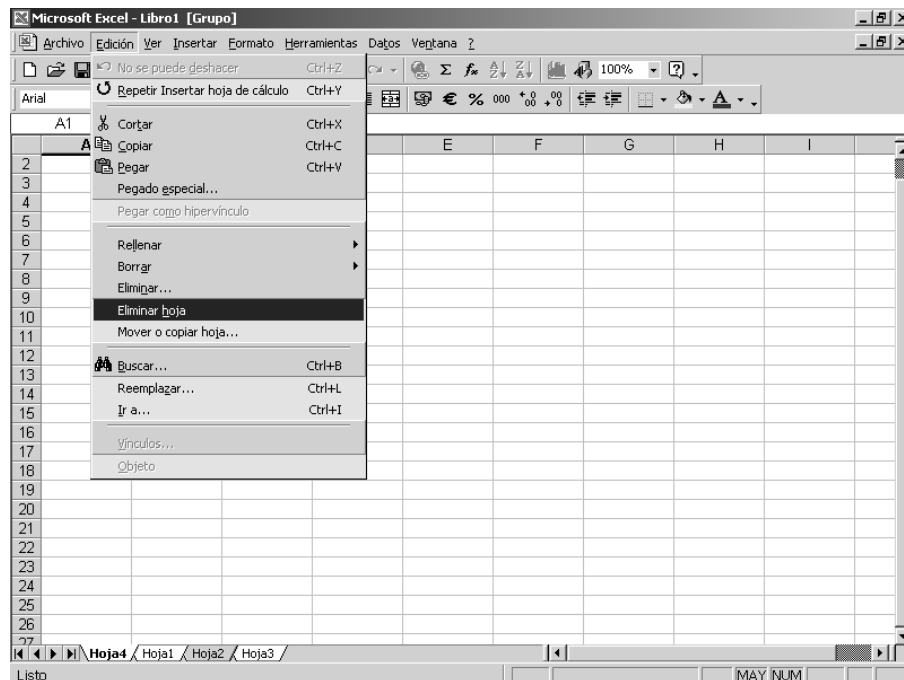 Microsoft Excel - Libro1 [Grupo]
Archivo Edición Ver Insertar Formato Herramientas Datos Ventana ?
100%
Arial
€ % 000
A1
No se puede deshacer Ctrl+Z
Repetir Insertar hoja de cálculo Ctrl+Y
Cortar Ctrl+X
Copiar Ctrl+C
Pegar Ctrl+V
Pegado especial...
Pegar como hipervínculo
Rellenar
Borrar
Eliminar...
Eliminar hoja
Mover o copiar hoja...
Buscar... Ctrl+B
Reemplazar... Ctrl+L
Ir a... Ctrl+I
Vínculos...
Objeto
A E F G H I
2
3
4
5
6
7
8
9
10
11
12
13
14
15
16
17
18
19
20
21
22
23
24
25
26
27
Hoja4 Hoja1 Hoja2 Hoja3
Listo MAY NUM